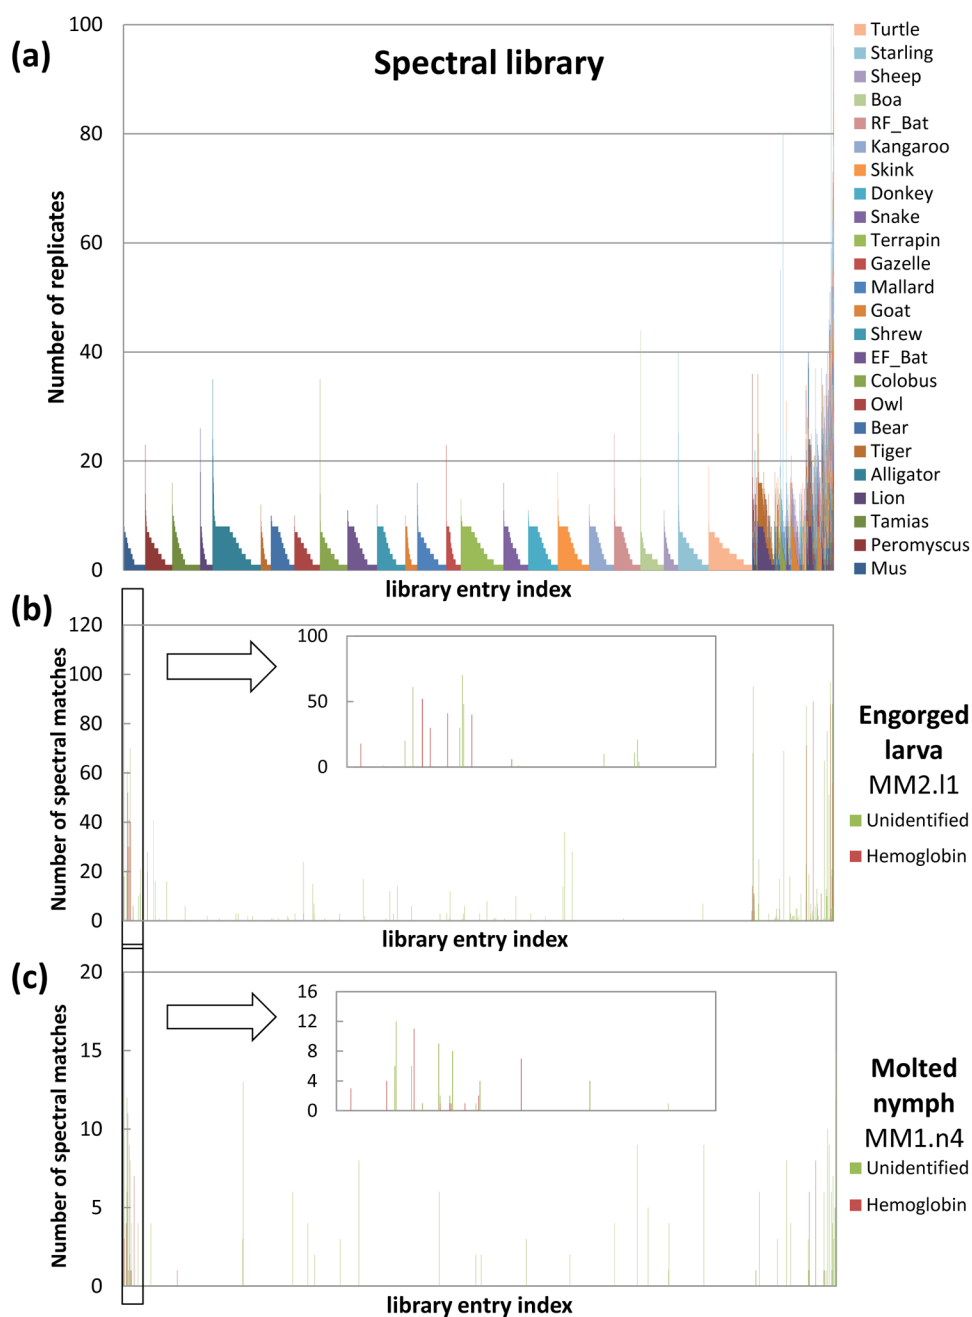 (a)
Spectral library
Number of replicates
100
80
60
40
20
0
library entry index
Turtle
Starling
Sheep
Boa
RF_Bat
Kangaroo
Skink
Donkey
Snake
Terrapin
Gazelle
Mallard
Goat
Shrew
EF_Bat
Colobus
Owl
Bear
Tiger
Alligator
Lion
Tamias
Peromyscus
Mus
(b)
Number of spectral matches
120
100
80
60
40
20
0
100
50
0
library entry index
Engorged
larva
MM2.l1
Unidentified
Hemoglobin
(c)
Number of spectral matches
20
15
10
5
0
16
12
8
4
0
library entry index
Molted
nymph
MM1.n4
Unidentified
Hemoglobin